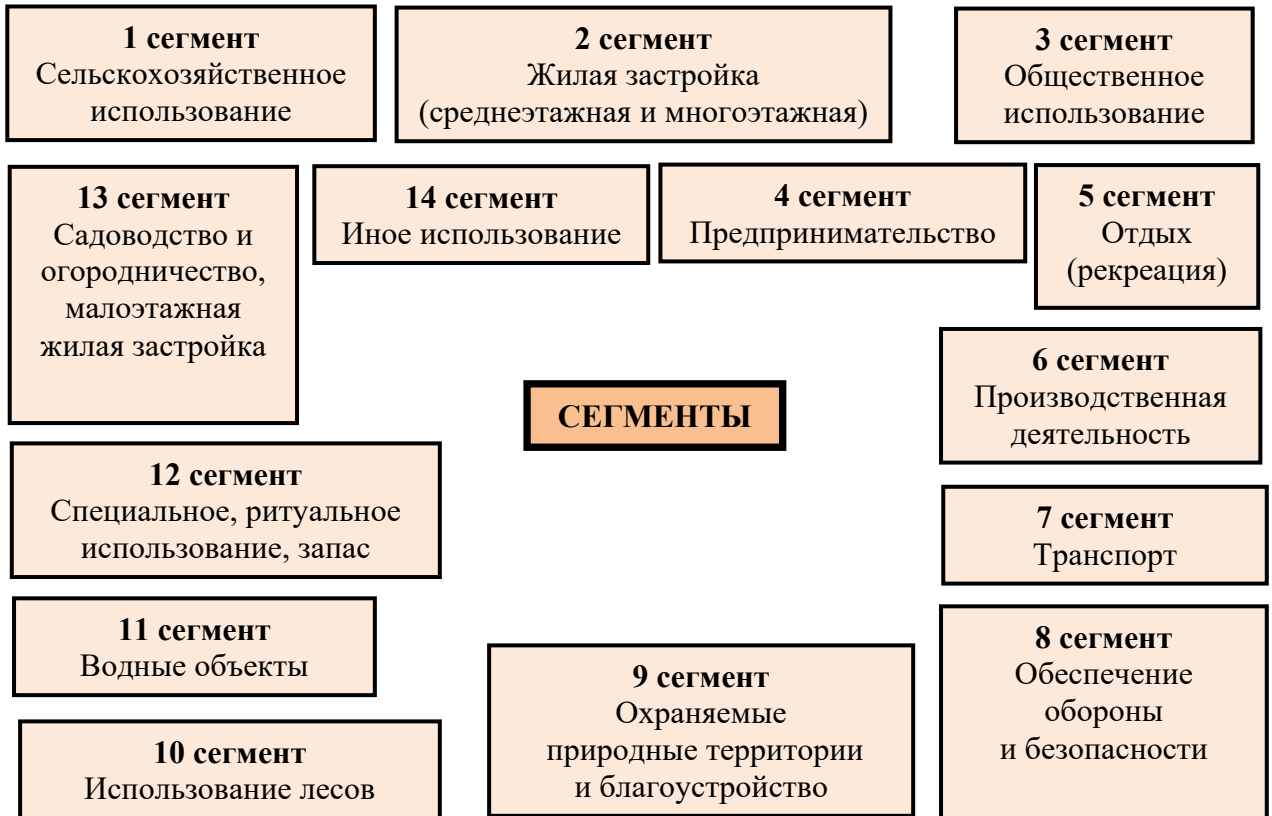 1 сегмент
Сельскохозяйственное
использование
2 сегмент
Жилая застройка
(среднеэтажная и многоэтажная)
3 сегмент
Общественное
использование
13 сегмент
Садоводство и
огородничество,
малоэтажная
жилая застройка
14 сегмент
Иное использование
4 сегмент
Предпринимательство
5 сегмент
Отдых
(рекреация)
СЕГМЕНТЫ
6 сегмент
Производственная
деятельность
12 сегмент
Специальное, ритуальное
использование, запас
7 сегмент
Транспорт
11 сегмент
Водные объекты
8 сегмент
Обеспечение
обороны
и безопасности
9 сегмент
Охраняемые
природные территории
и благоустройство
10 сегмент
Использование лесов